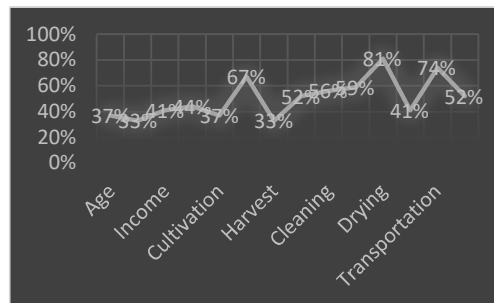 100%
80%
60%
40%
20%
0%
37%
33%
41%
44%
37%
67%
33%
52%
56%
59%
81%
41%
74%
52%
Age
Income
Cultivation
Harvest
Cleaning
Drying
Transportation